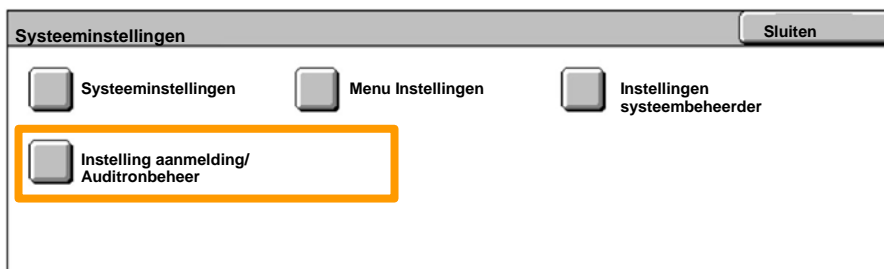 Systeeminstellingen
Sluiten
Systeeminstellingen
Menu Instellingen
Instellingen
systeembeheerder
Instelling aanmelding/
Auditronbeheer